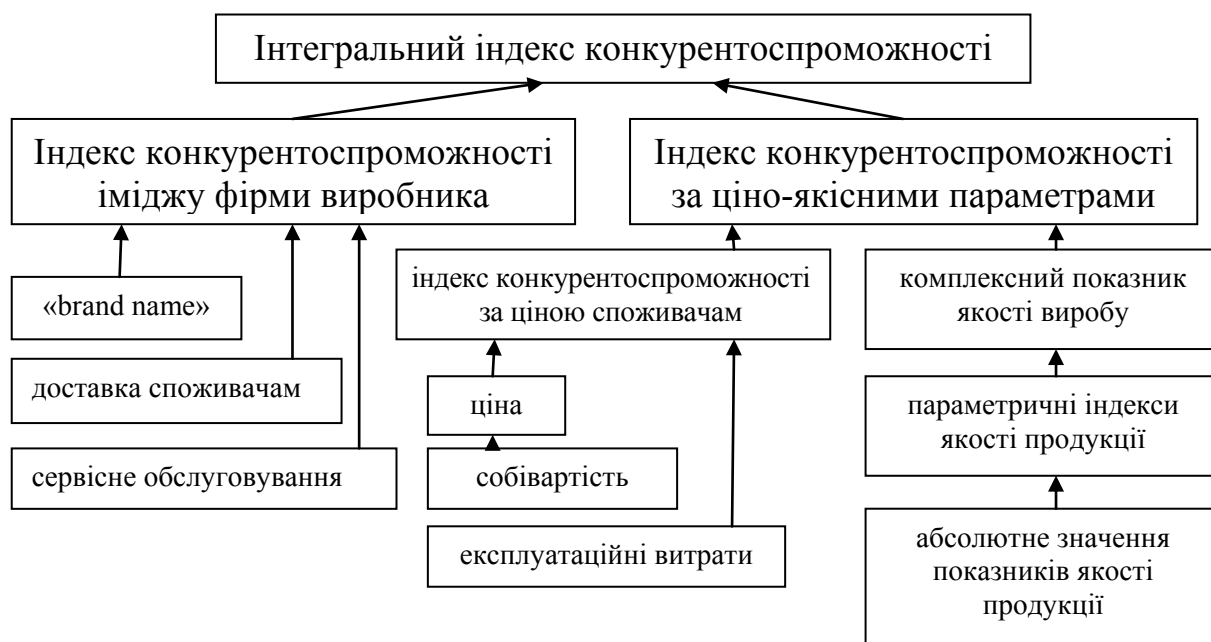 Інтегральний індекс конкурентоспроможності
Індекс конкурентоспроможності
іміджу фірми виробника
Індекс конкурентоспроможності
за ціно-якісними параметрами
«brand name»
доставка споживачам
сервісне обслуговування
індекс конкурентоспроможності
за ціною споживачам
ціна
собівартість
експлуатаційні витрати
комплексний показник
якості виробу
параметричні індекси
якості продукції
абсолютне значення
показників якості
продукції